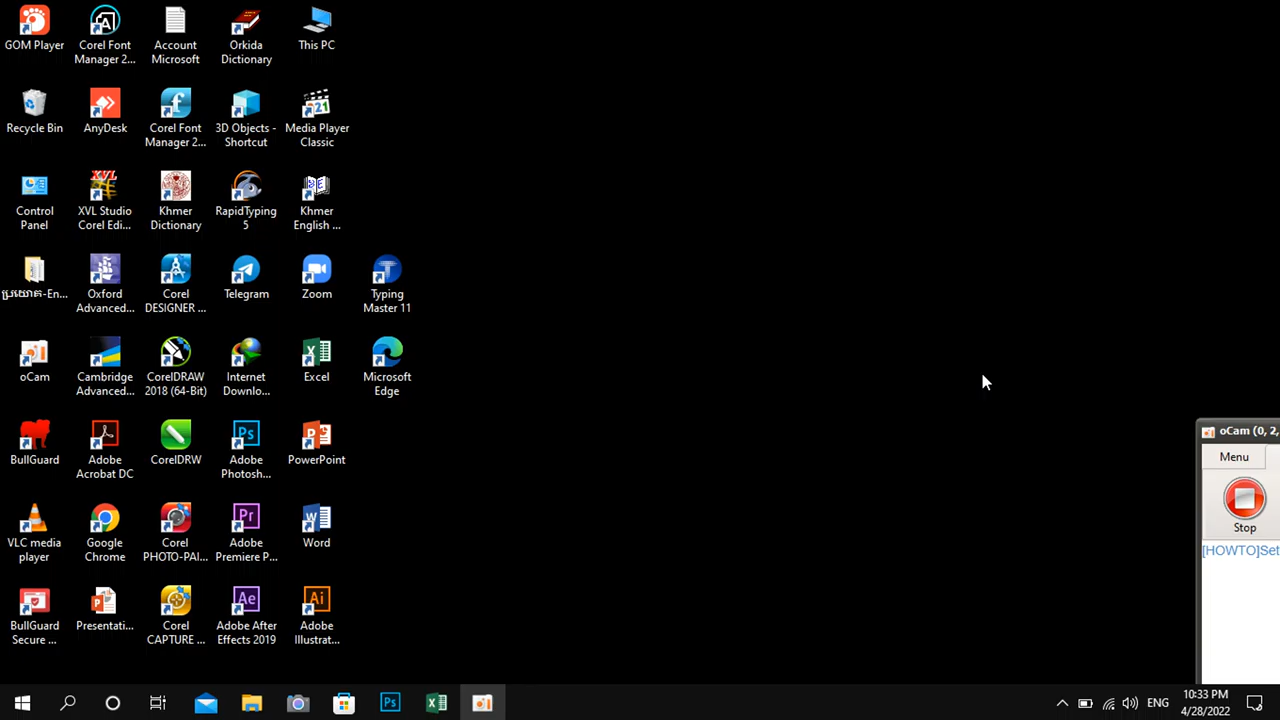 GOM Player
Corel Font
Manager 2...
Account
Microsoft
Orkida
Dictionary
This PC
Recycle Bin
AnyDesk
Corel Font
Manager 2...
3D Objects -
Shortcut
Media Player
Classic
Control
Panel
XVL Studio
Corel Edi...
Khmer
Dictionary
RapidTyping
5
Khmer
English ...
ប្រយោគ-En...
Oxford
Advanced...
Corel
DESIGNER ...
Telegram
Zoom
Typing
Master 11
oCam
Cambridge
Advanced...
CorelDRAW
2018 (64-Bit)
Internet
Downlo...
Excel
Microsoft
Edge
BullGuard
Adobe
Acrobat DC
CorelDRW
Adobe
Photosh...
PowerPoint
VLC media
player
Google
Chrome
Corel
PHOTO-PAI...
Adobe
Premiere P...
Word
BullGuard
Secure ...
Presentati...
Corel
CAPTURE ...
Adobe After
Effects 2019
Adobe
Illustrat...
oCam (0, 2,
Menu
Stop
[HOWTO]Set
ENG
10:33 PM
4/28/2022